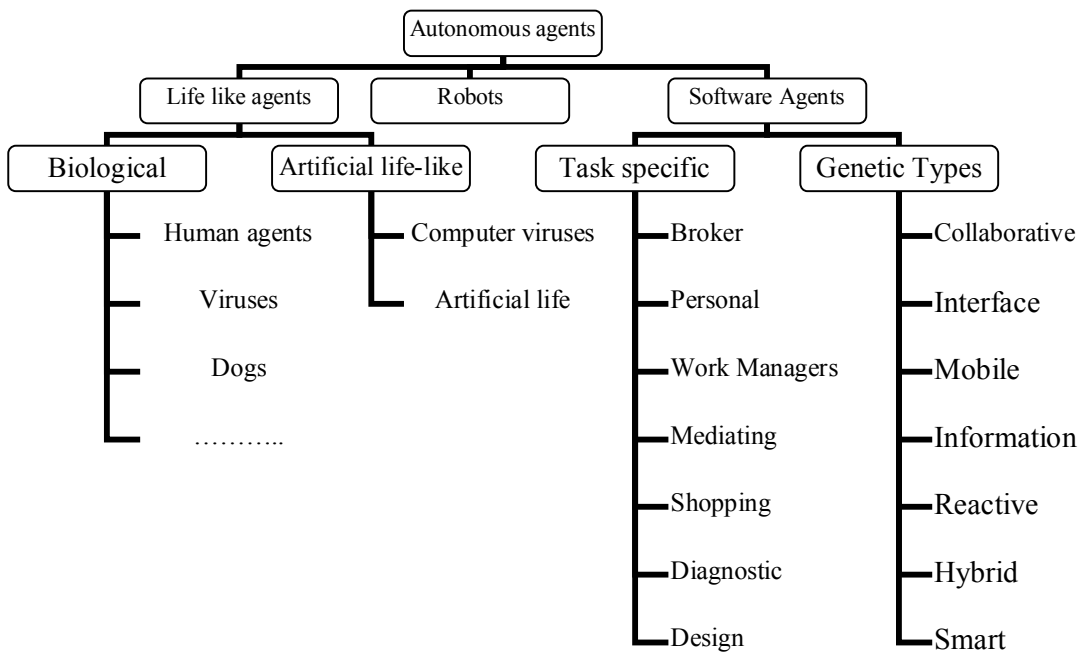 Autonomous agents
Life like agents
Robots
Software Agents
Biological
Artificial life-like
Task specific
Genetic Types
Human agents
Viruses
Dogs
………..
Computer viruses
Artificial life
Broker
Personal
Work Managers
Mediating
Shopping
Diagnostic
Design
Collaborative
Interface
Mobile
Information
Reactive
Hybrid
Smart